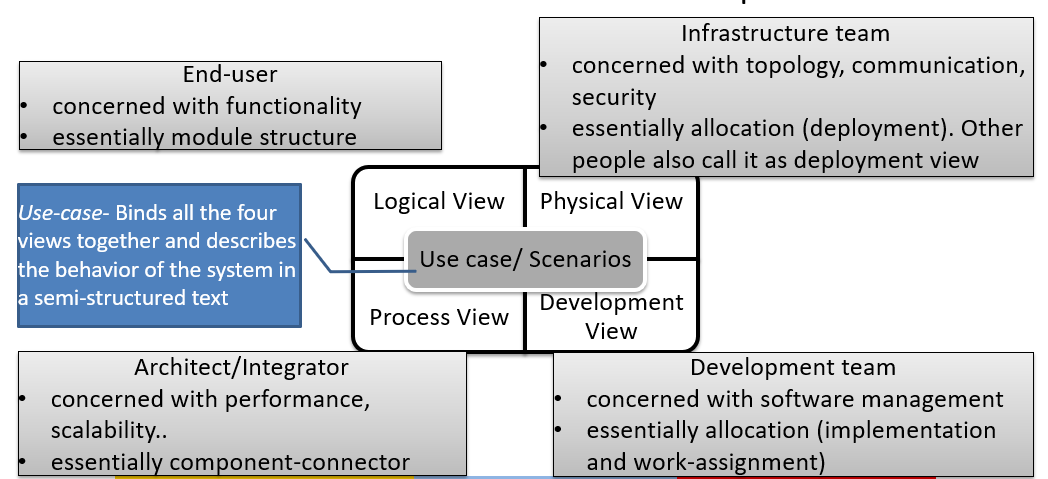 Infrastructure team
• concerned with topology, communication,
security
• essentially allocation (deployment). Other
people also call it as deployment view
End-user
• concerned with functionality
• essentially module structure
Logical View
Physical View
Use-case- Binds all the four
views together and describes
the behavior of the system in
a semi-structured text
Use case/ Scenarios
Process View
Development
View
Architect/Integrator
• concerned with performance,
scalability..
• essentially component-connector
Development team
• concerned with software management
• essentially allocation (implementation
and work-assignment)